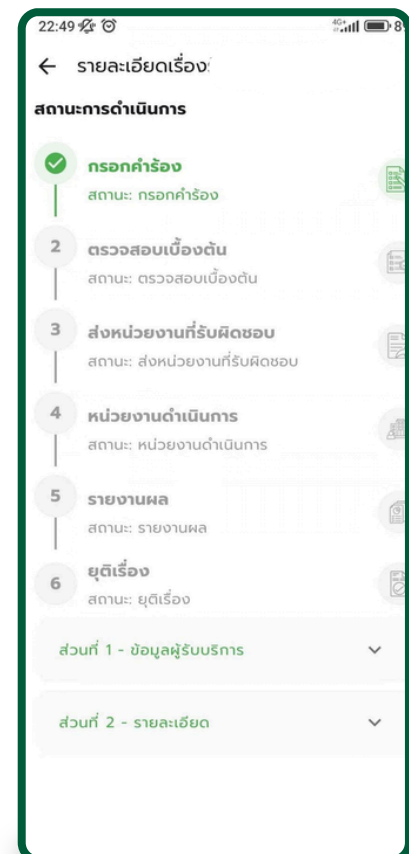 22:49
4G+
รายละเอียดเรื่อง
สถานะการดำเนินการ
กรอกคำร้อง
สถานะ: กรอกคำร้อง
2
ตรวจสอบเบื้องต้น
สถานะ: ตรวจสอบเบื้องต้น
3
ส่งหน่วยงานที่รับผิดชอบ
สถานะ: ส่งหน่วยงานที่รับผิดชอบ
4
หน่วยงานดำเนินการ
สถานะ: หน่วยงานดำเนินการ
5
รายงานผล
สถานะ: รายงานผล
6
ยุติเรื่อง
สถานะ: ยุติเรื่อง
ส่วนที่ 1 - ข้อมูลผู้รับบริการ
ส่วนที่ 2 - รายละเอียด